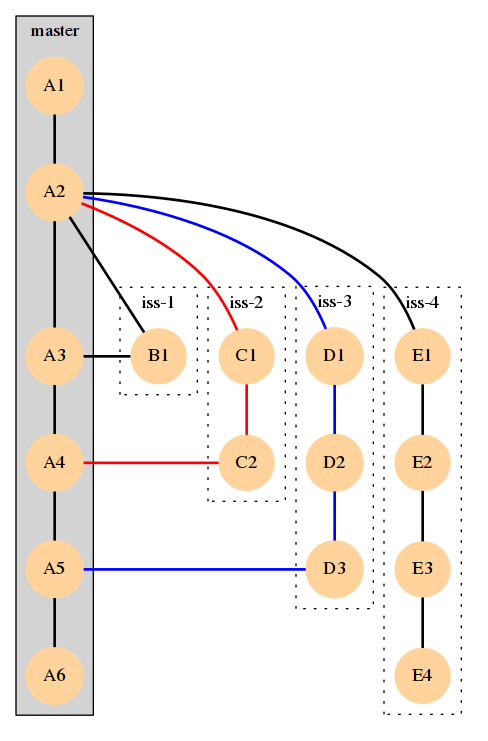 master
A1
A2
iss-1
iss-2
iss-3
iss-4
A3
B1
C1
D1
E1
A4
C2
D2
E2
A5
D3
E3
A6
E4